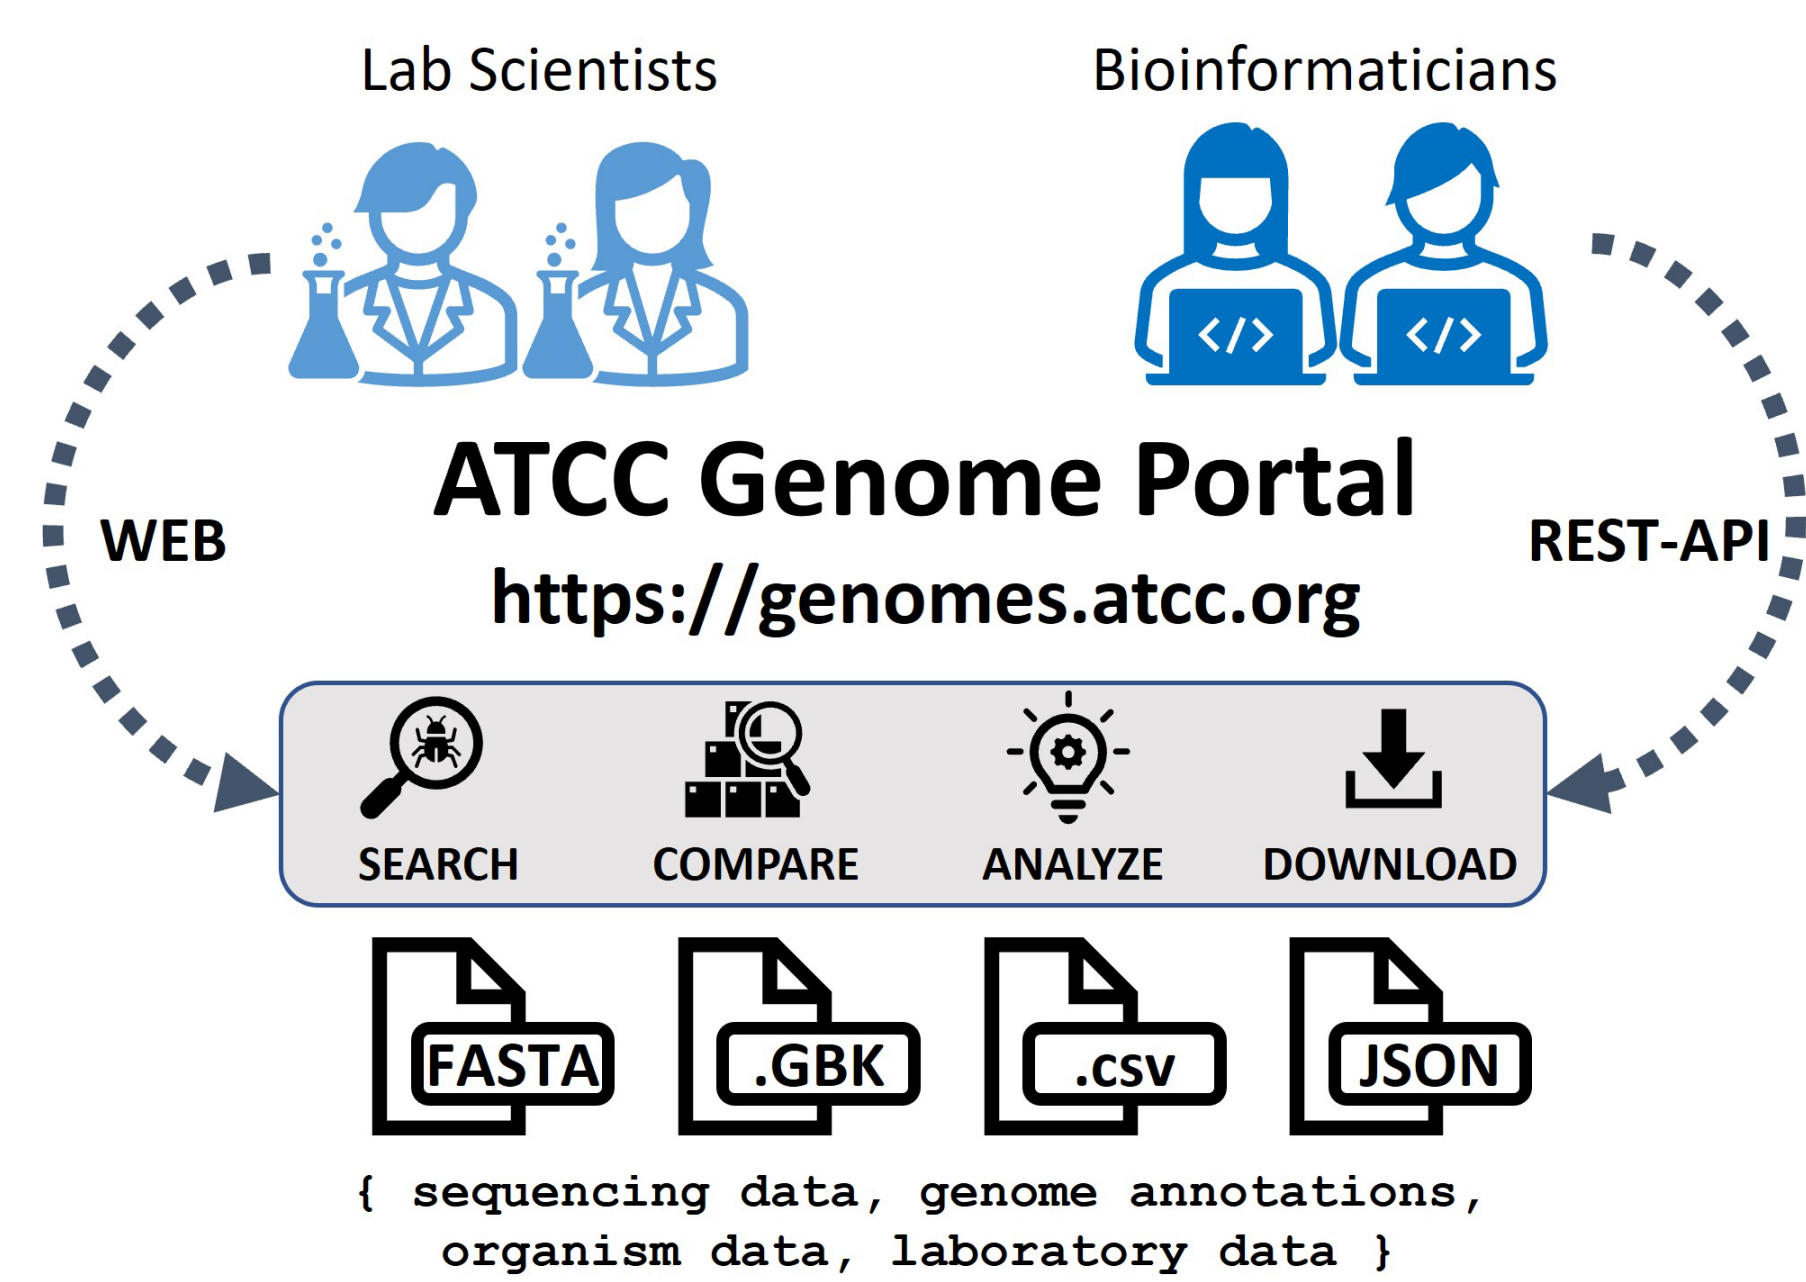 Lab Scientists
Bioinformaticians
</>
</>
ATCC Genome Portal
WEB
REST-API
https://genomes.atcc.org
SEARCH
COMPARE
ANALYZE
DOWNLOAD
FASTA
.GBK
.csv
JSON
{ sequencing data, genome annotations,
organism data, laboratory data }